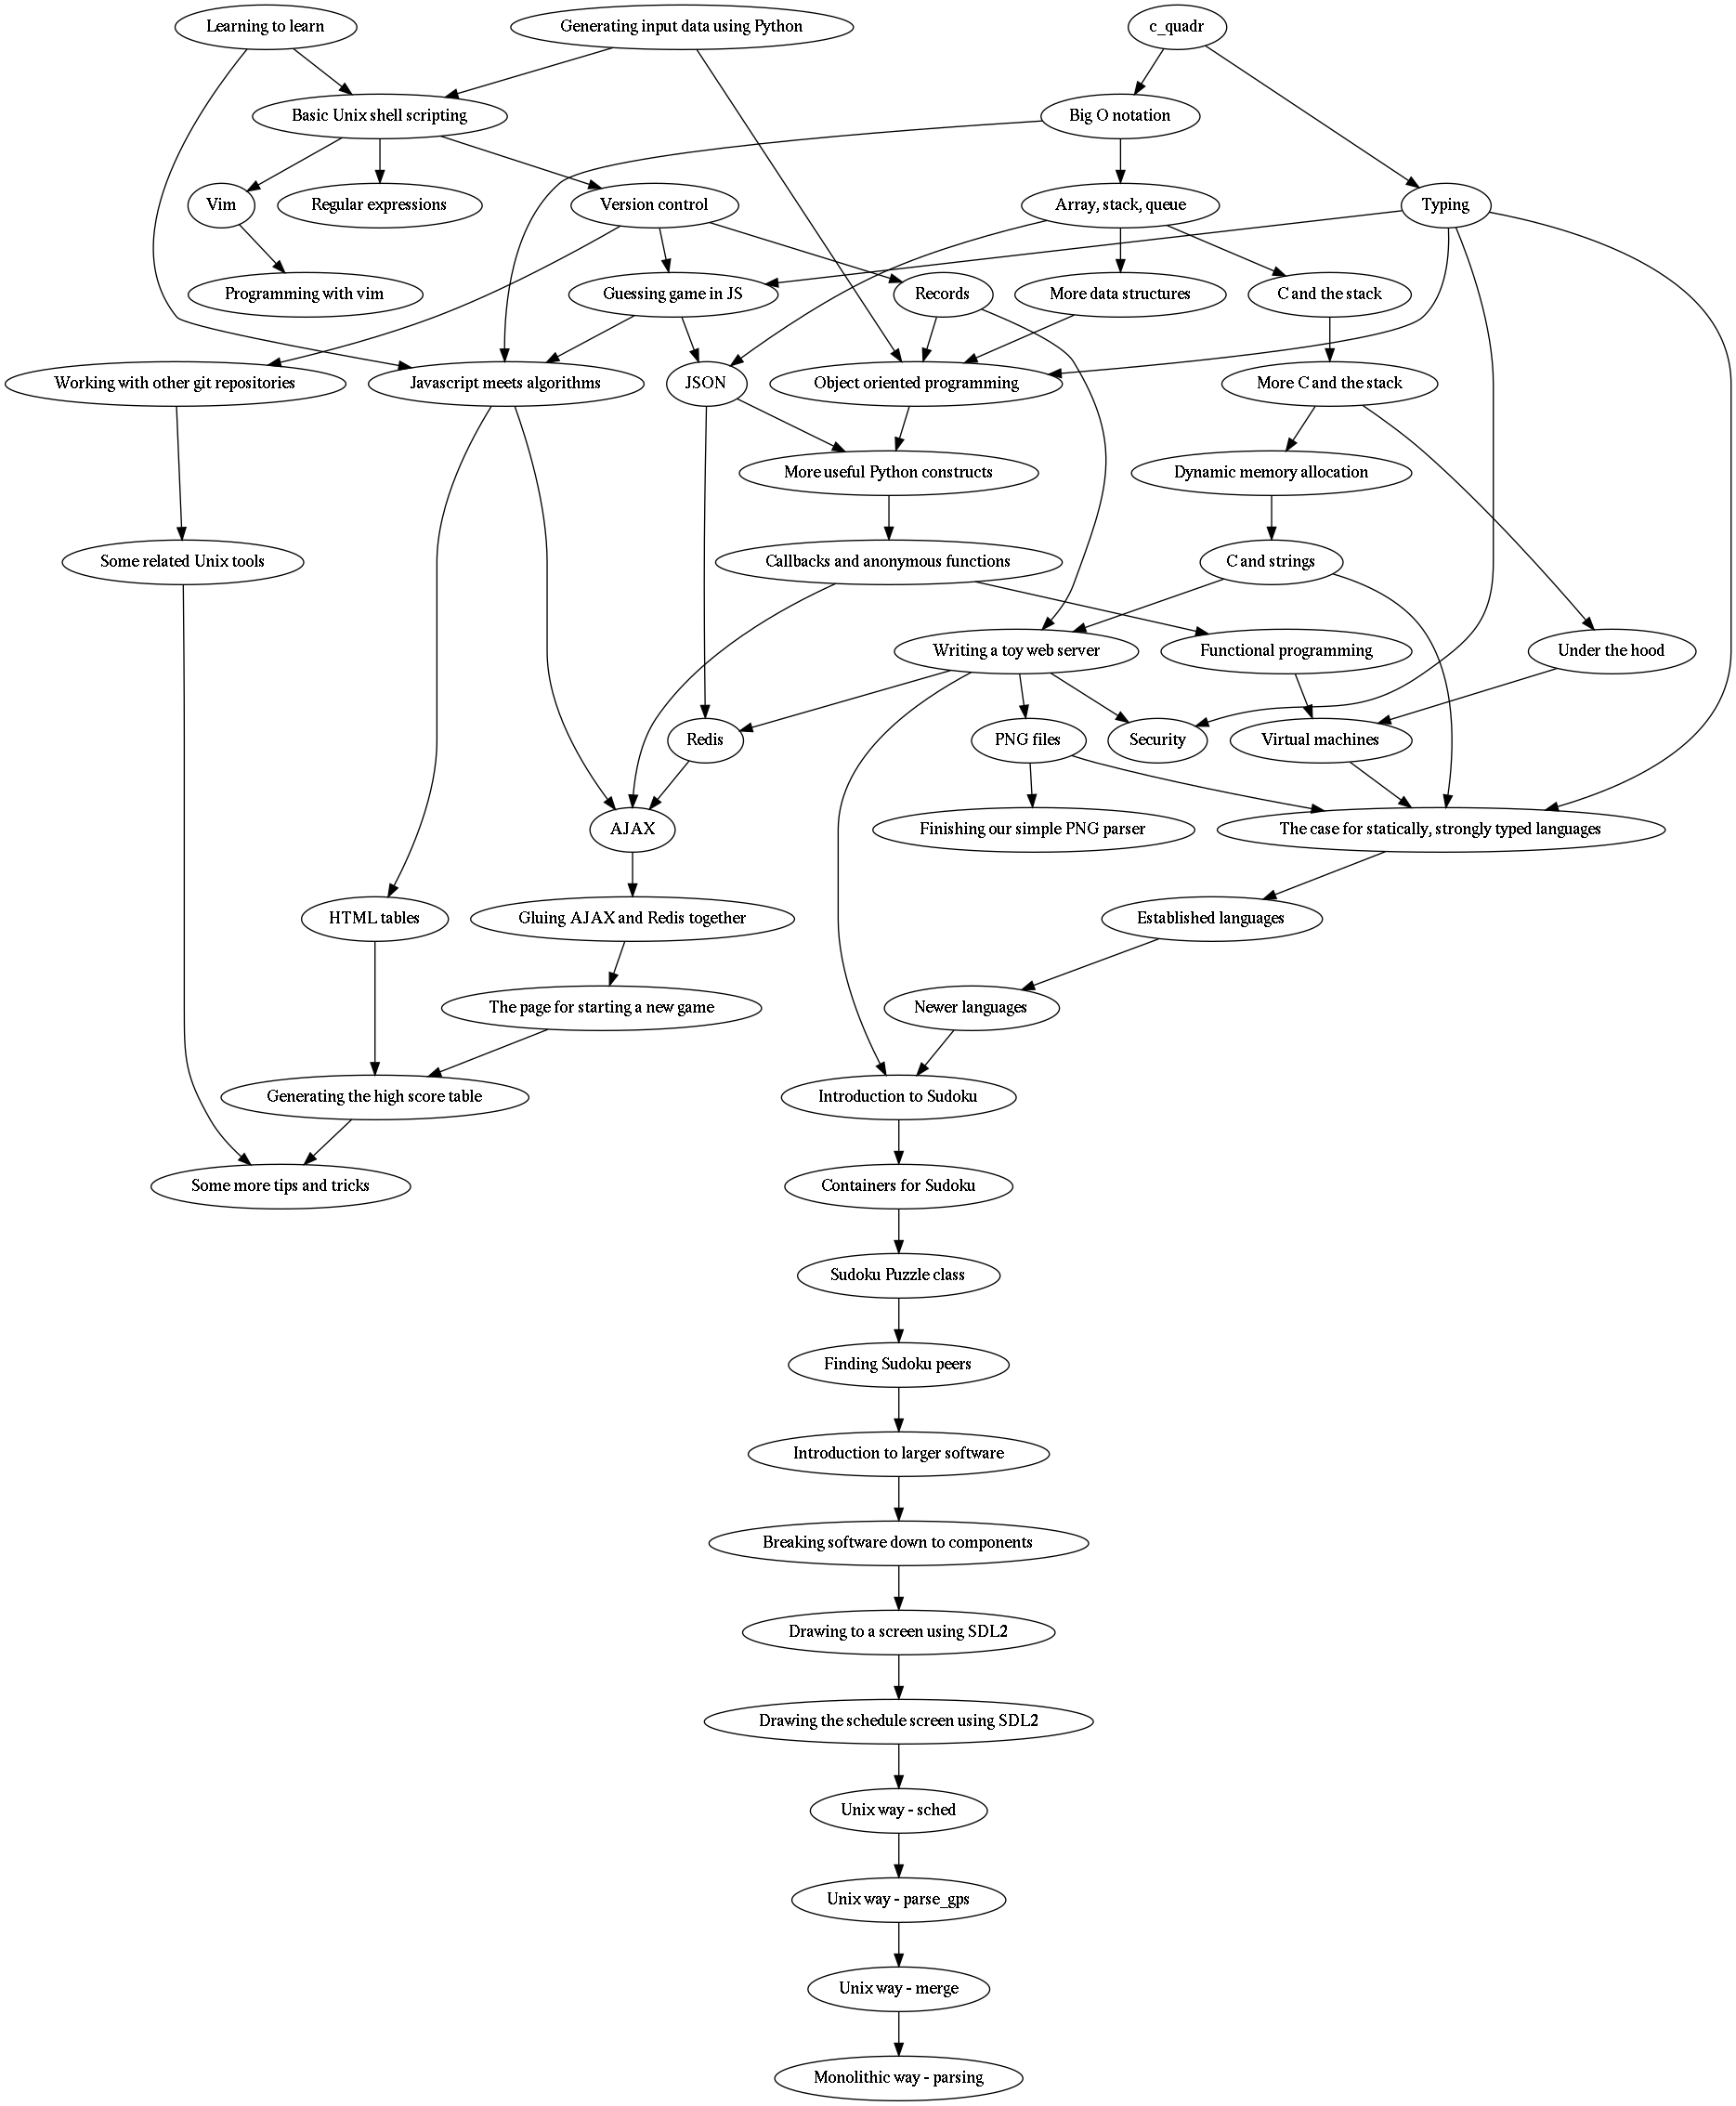 Learning to learn
Generating input data using Python
c_quadr
Basic Unix shell scripting
Big O notation
Vim
Regular expressions
Version control
Array, stack, queue
Typing
Programming with vim
Guessing game in JS
Records
More data structures
C and the stack
Working with other git repositories
Javascript meets algorithms
JSON
Object oriented programming
More C and the stack
More useful Python constructs
Dynamic memory allocation
Some related Unix tools
Callbacks and anonymous functions
C and strings
Writing a toy web server
Functional programming
Under the hood
Redis
PNG files
Security
Virtual machines
AJAX
Finishing our simple PNG parser
The case for statically, strongly typed languages
HTML tables
Gluing AJAX and Redis together
Established languages
The page for starting a new game
Newer languages
Generating the high score table
Introduction to Sudoku
Some more tips and tricks
Containers for Sudoku
Sudoku Puzzle class
Finding Sudoku peers
Introduction to larger software
Breaking software down to components
Drawing to a screen using SDL2
Drawing the schedule screen using SDL2
Unix way - sched
Unix way - parse_gps
Unix way - merge
Monolithic way - parsing